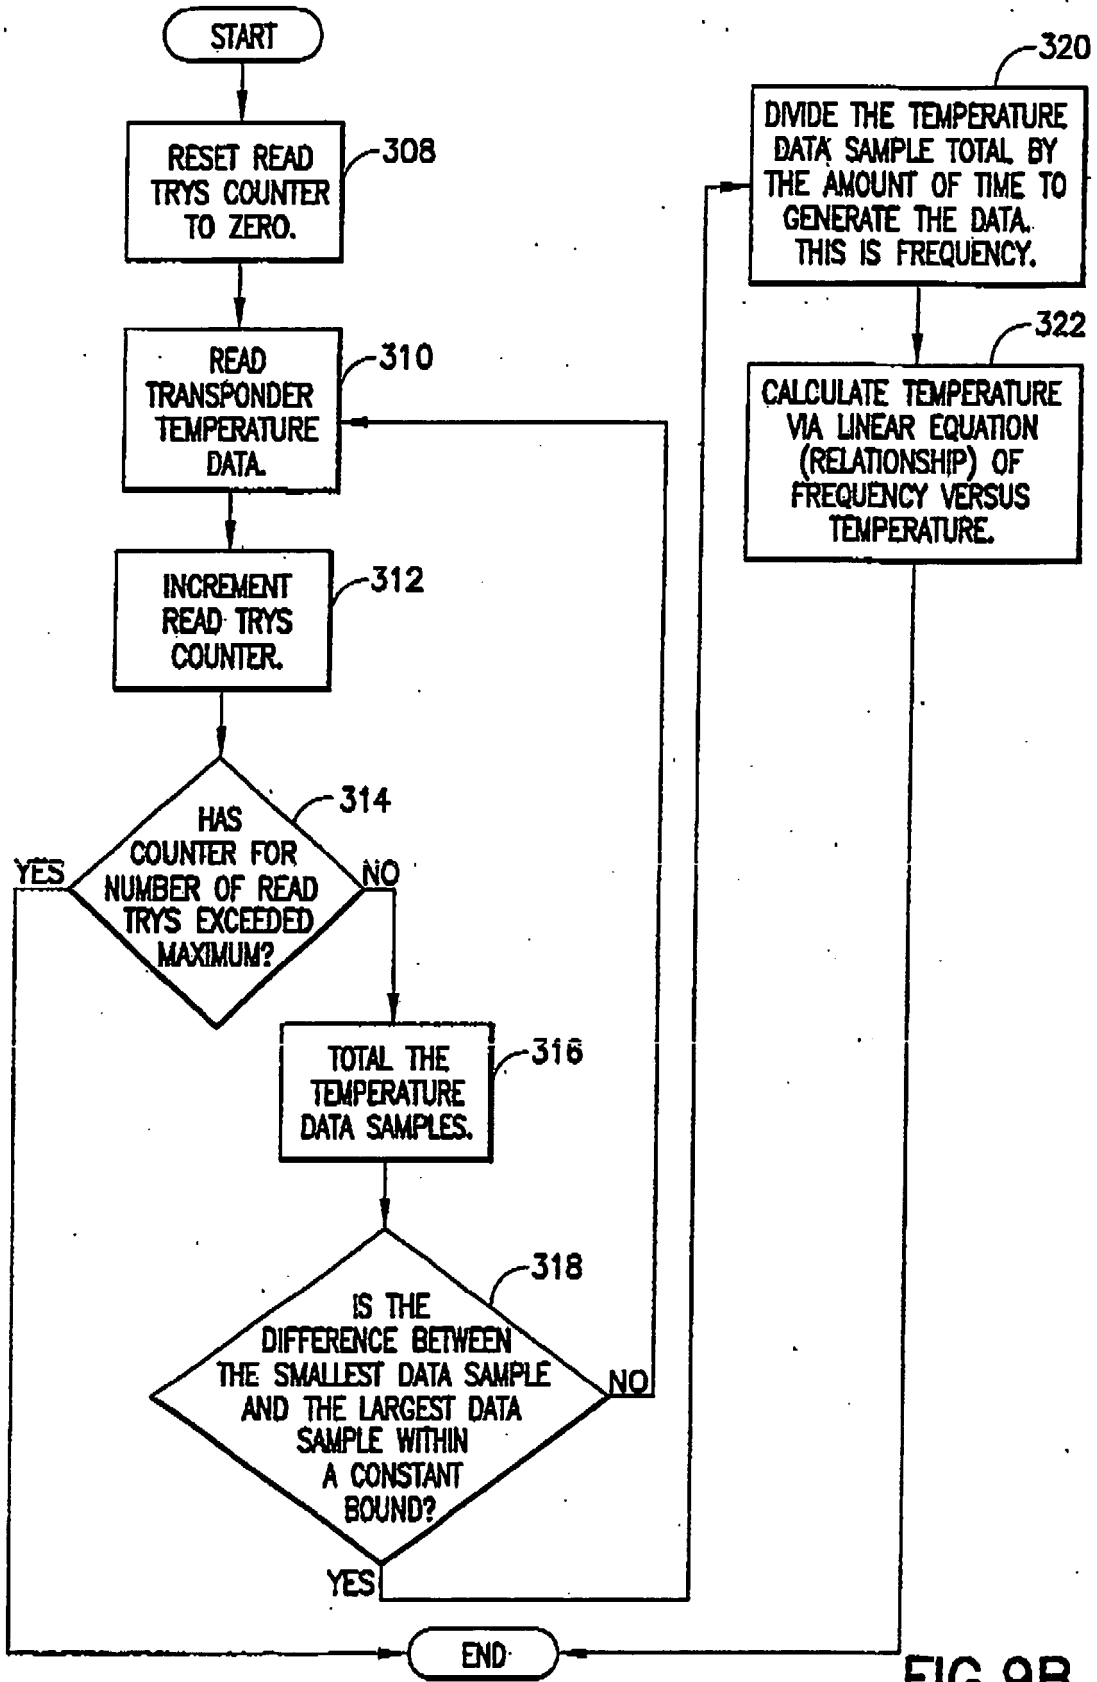 START
RESET READ
TRYS COUNTER
TO ZERO.
308
READ
TRANSPONDER
TEMPERATURE
DATA.
310
INCREMENT
READ TRYS
COUNTER.
312
HAS
COUNTER FOR
NUMBER OF READ
TRYS EXCEEDED
MAXIMUM?
314
YES
NO
TOTAL THE
TEMPERATURE
DATA SAMPLES.
316
IS THE
DIFFERENCE BETWEEN
THE SMALLEST DATA SAMPLE
AND THE LARGEST DATA
SAMPLE WITHIN
A CONSTANT
BOUND?
318
NO
YES
DIVIDE THE TEMPERATURE
DATA SAMPLE TOTAL BY
THE AMOUNT OF TIME TO
GENERATE THE DATA.
THIS IS FREQUENCY.
320
CALCULATE TEMPERATURE
VIA LINEAR EQUATION
(RELATIONSHIP) OF
FREQUENCY VERSUS
TEMPERATURE.
322
END
FIG.9B